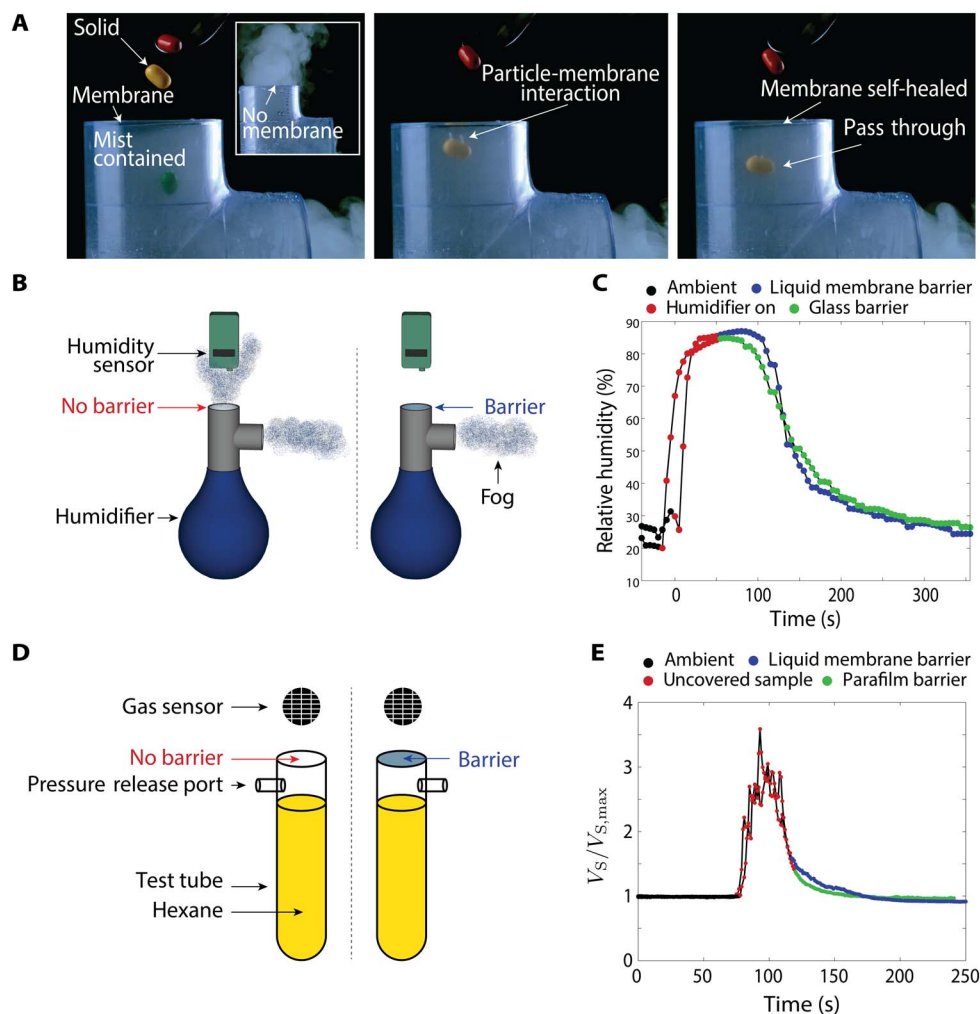 A
Solid
Membrane
Mist
contained
No
membrane
Particle-membrane
interaction
Membrane self-healed
Pass through
B
Humidity
sensor
No barrier
Barrier
Fog
Humidifier
C
Ambient
Liquid membrane barrier
Humidifier on
Glass barrier
Relative humidity (%)
90
80
70
60
50
40
30
20
10
0
100
200
300
Time (s)
D
Gas sensor
No barrier
Barrier
Pressure release port
Test tube
Hexane
E
Ambient
Liquid membrane barrier
Uncovered sample
Parafilm barrier
V_S/V_S,max
4
3
2
1
0
0
50
100
150
200
250
Time (s)